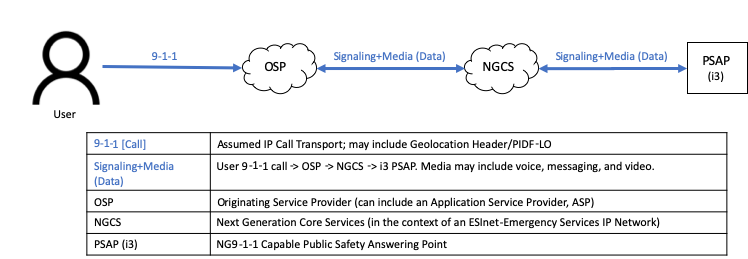 9-1-1
Signaling+Media (Data)
Signaling+Media (Data)
OSP
NGCS
PSAP
(i3)
User
9-1-1 [Call]
Assumed IP Call Transport; may include Geolocation Header/PIDF-LO
Signaling+Media
(Data)
User 9-1-1 call -> OSP -> NGCS -> i3 PSAP. Media may include voice, messaging, and video.
OSP
Originating Service Provider (can include an Application Service Provider, ASP)
NGCS
Next Generation Core Services (in the context of an ESInet-Emergency Services IP Network)
PSAP (i3)
NG9-1-1 Capable Public Safety Answering Point